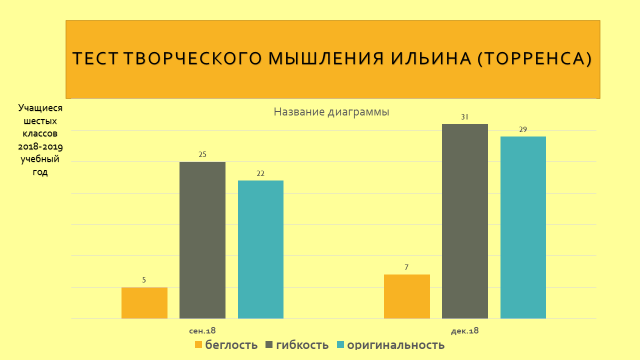 ТЕСТ ТВОРЧЕСКОГО МЫШЛЕНИЯ ИЛЬИНА (ТОРРЕНСА)
Учащиеся
шестых
классов
2018-2019
учебный
год
Название диаграммы
5
25
22
7
31
29
сен.18
дек.18
беглость гибкость оригинальность